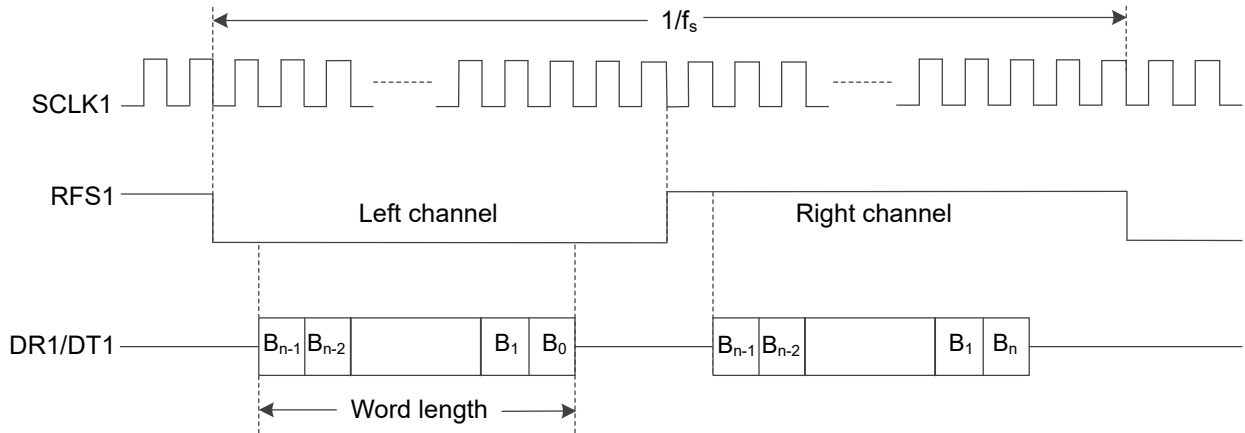 1/fₛ
SCLK1
RFS1
Left channel
Right channel
DR1/DT1
Bₙ₋₁ Bₙ₋₂ B₁ B₀ Bₙ₋₁ Bₙ₋₂ B₁ Bₙ
Word length